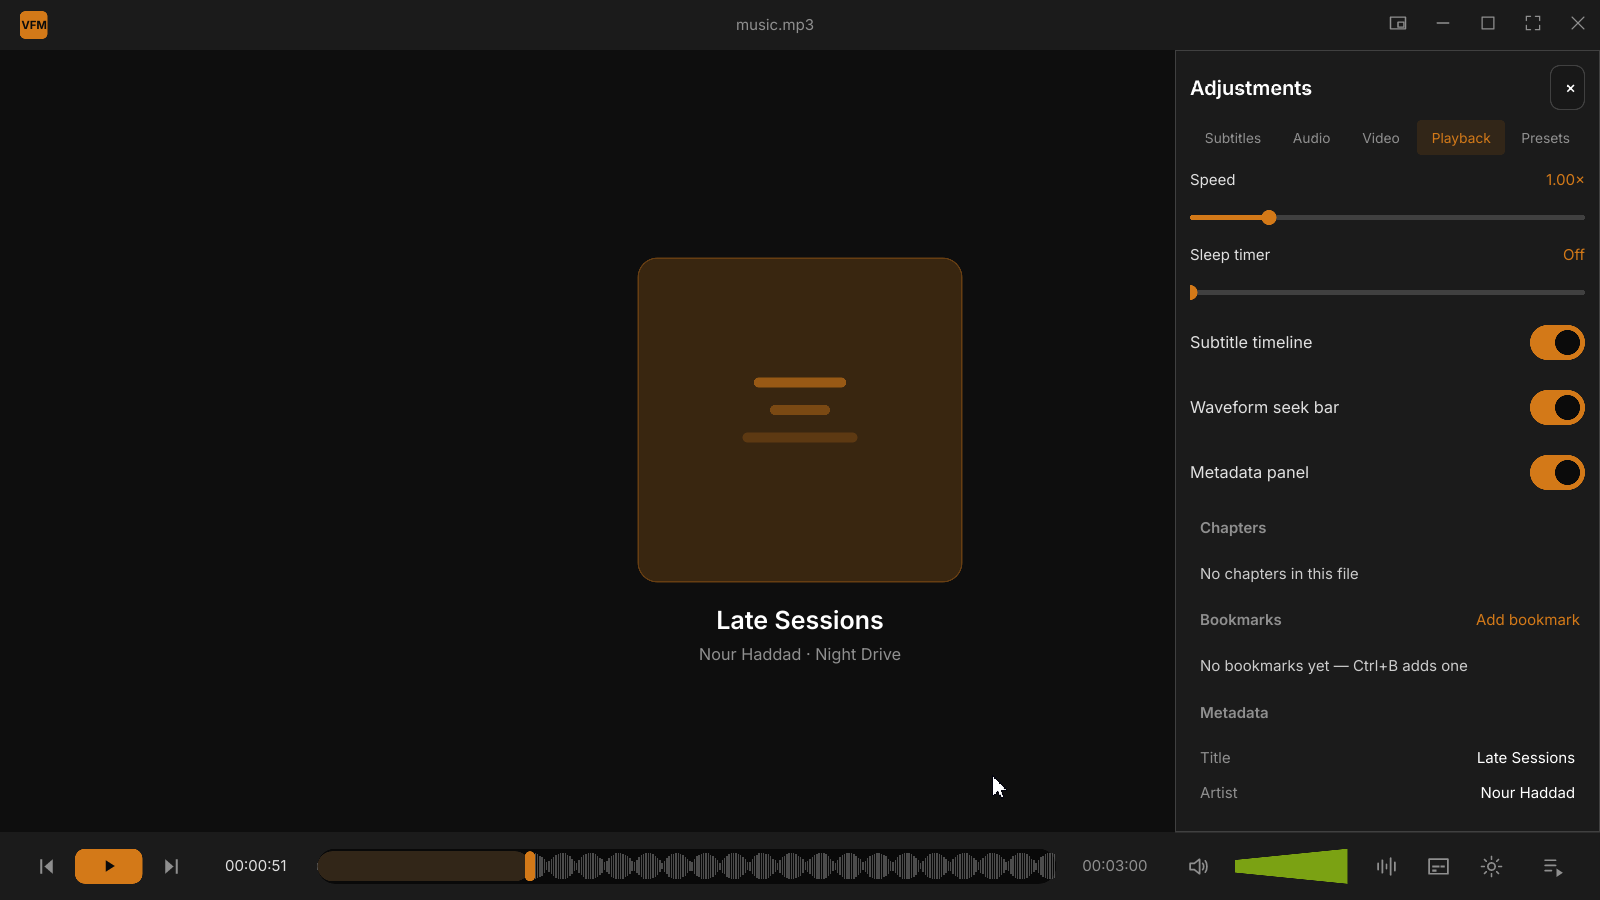 VFM
music.mp3
Adjustments
Subtitles Audio Video Playback Presets
Speed 1.00×
Sleep timer Off
Subtitle timeline
Waveform seek bar
Metadata panel
Chapters
No chapters in this file
Bookmarks Add bookmark
No bookmarks yet — Ctrl+B adds one
Metadata
Title Late Sessions
Artist Nour Haddad
Late Sessions
Nour Haddad · Night Drive
00:00:51 00:03:00